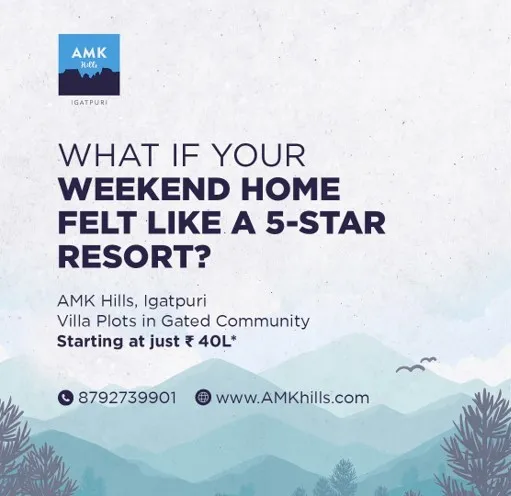 AMK
Hills
IGATPURI
WHAT IF YOUR
WEEKEND HOME
FELT LIKE A 5-STAR
RESORT?
AMK Hills, Igatpuri
Villa Plots in Gated Community
Starting at just ₹ 40L*
8792739901 www.AMKhills.com